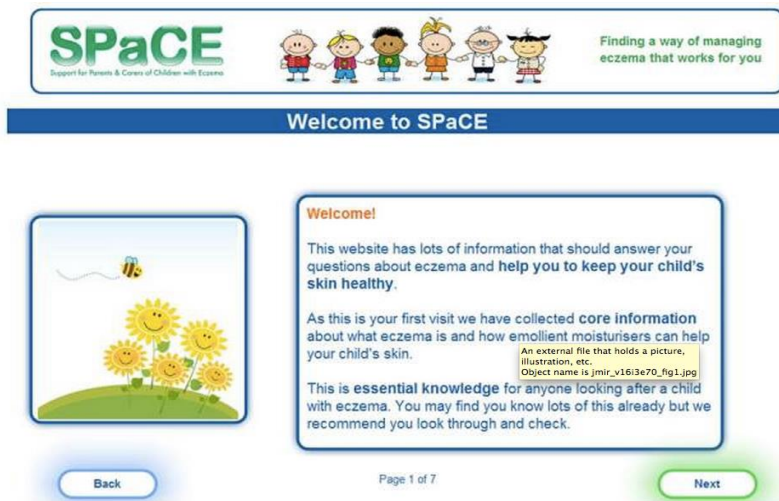 SPaCE
Support for Parents & Carers of Children with Eczema
Finding a way of managing
eczema that works for you
Welcome to SPaCE
Welcome!
This website has lots of information that should answer your
questions about eczema and help you to keep your child's
skin healthy.
As this is your first visit we have collected core information
about what eczema is and how emollient moisturisers can help
your child's skin.
An external file that holds a picture,
illustration, etc.
Object name is jmir_v16i3e70_fig1.jpg
This is essential knowledge for anyone looking after a child
with eczema. You may find you know lots of this already but we
recommend you look through and check.
Back
Page 1 of 7
Next